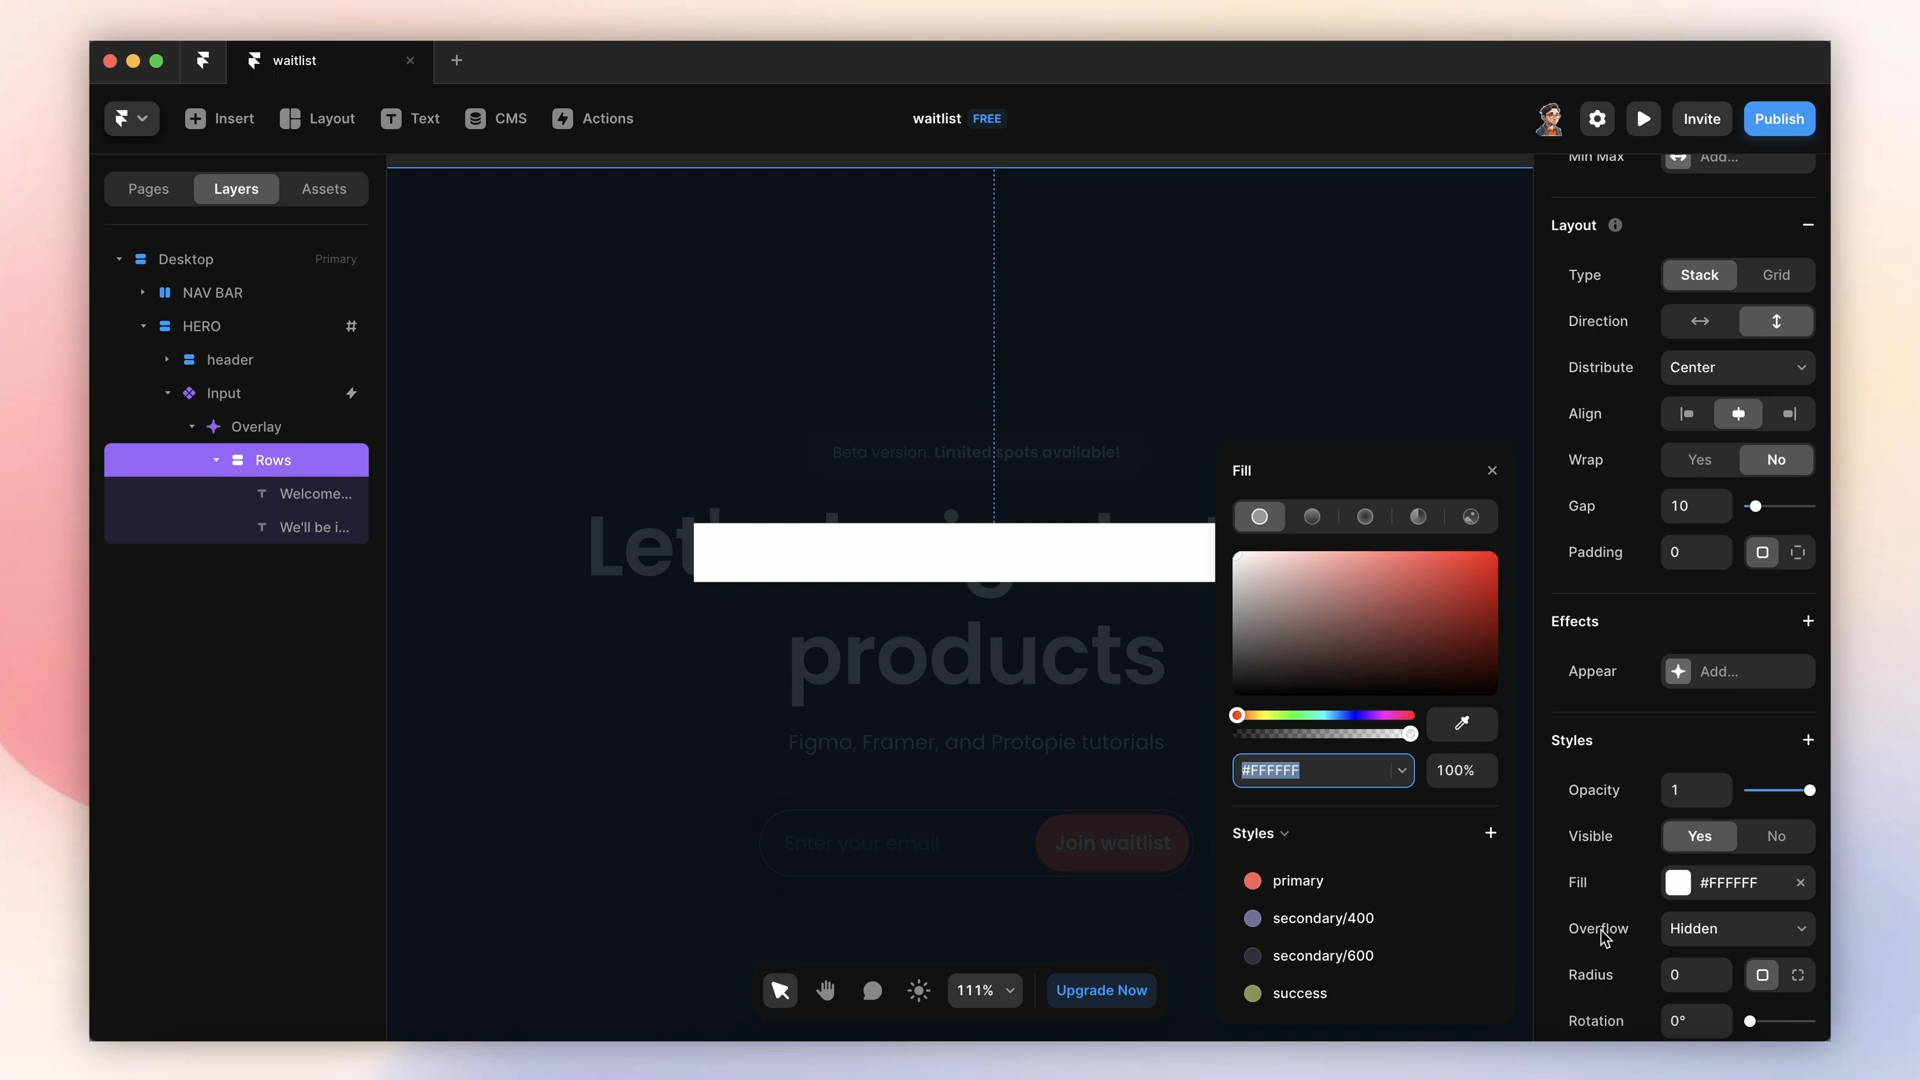 waitlist
Insert
Layout
Text
CMS
Actions
waitlist FREE
Invite
Publish
Pages
Layers
Assets
Desktop
Primary
NAV BAR
HERO
header
Input
Overlay
Rows
Welcome...
We'll be i...
Beta version. Limited spots available!
Let's
products
Figma, Framer, and Protopie tutorials
Enter your email
Join waitlist
111%
Upgrade Now
Fill
#FFFFFF
100%
Styles
primary
secondary/400
secondary/600
success
Min Max
Add...
Layout
Type
Stack
Grid
Direction
Distribute
Center
Align
Wrap
Yes
No
Gap
10
Padding
0
Effects
Appear
Add...
Styles
Opacity
1
Visible
Yes
No
Fill
#FFFFFF
Overflow
Hidden
Radius
0
Rotation
0°